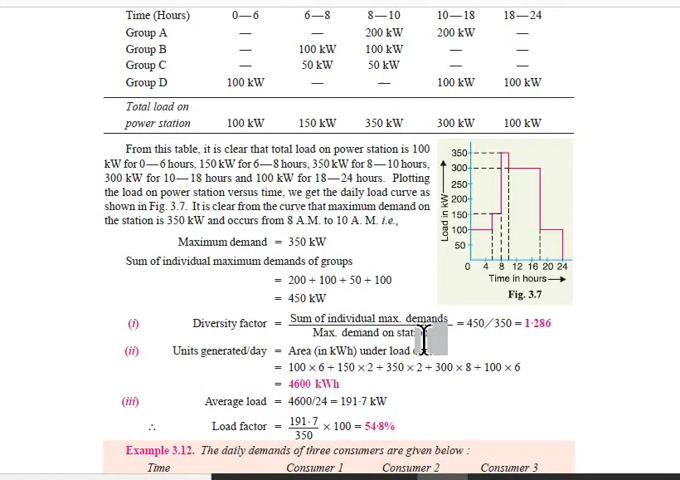 Time (Hours) 0—6 6—8 8—10 10—18 18—24
Group A — — 200 kW 200 kW —
Group B — 100 kW 100 kW — —
Group C — 50 kW 50 kW — —
Group D 100 kW — — 100 kW 100 kW
Total load on
power station 100 kW 150 kW 350 kW 300 kW 100 kW
From this table, it is clear that total load on power station is 100
kW for 0—6 hours, 150 kW for 6—8 hours, 350 kW for 8—10 hours,
300 kW for 10—18 hours and 100 kW for 18—24 hours. Plotting
the load on power station versus time, we get the daily load curve as
shown in Fig. 3.7. It is clear from the curve that maximum demand on
the station is 350 kW and occurs from 8 A.M. to 10 A. M. i.e.,
Maximum demand = 350 kW
Sum of individual maximum demands of groups
= 200 + 100 + 50 + 100
= 450 kW
350
300
250
200
150
100
50
Load in kW
0 4 8 12 16 20 24
Time in hours
Fig. 3.7
(i) Diversity factor = Sum of individual max. demands / Max. demand on = 450/350 = 1·286
(ii) Units generated/day = Area (in kWh) under load
= 100 × 6 + 150 × 2 + 350 × 2 + 300 × 8 + 100 × 6
= 4600 kWh
(iii) Average load = 4600/24 = 191·7 kW
∴ Load factor = 191·7 / 350 × 100 = 54·8%
Example 3.12. The daily demands of three consumers are given below :
Time Consumer 1 Consumer 2 Consumer 3